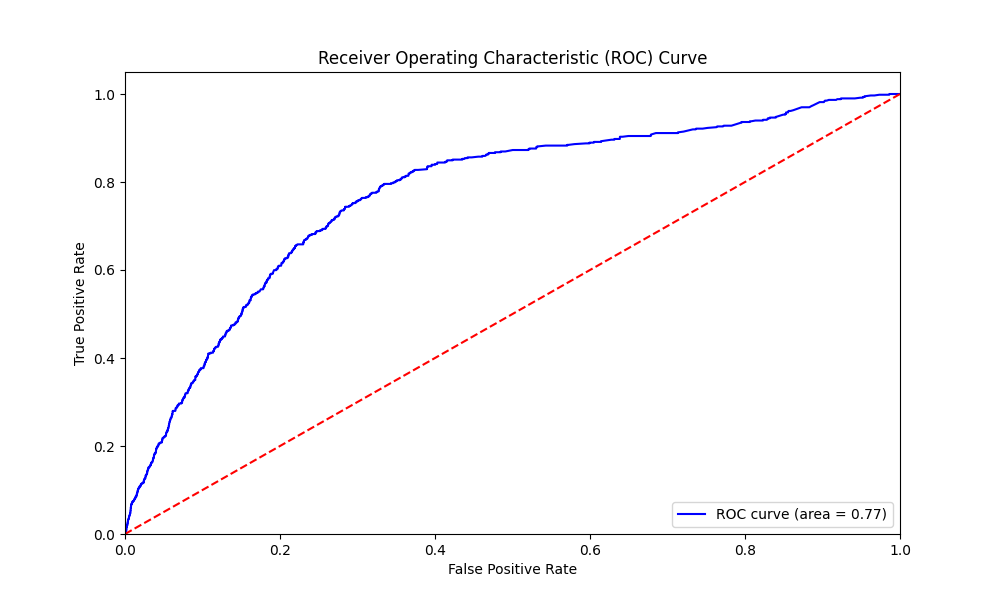 Receiver Operating Characteristic (ROC) Curve
1.0
0.8
0.6
0.4
0.2
0.0
True Positive Rate
0.0 0.2 0.4 0.6 0.8 1.0
False Positive Rate
ROC curve (area = 0.77)